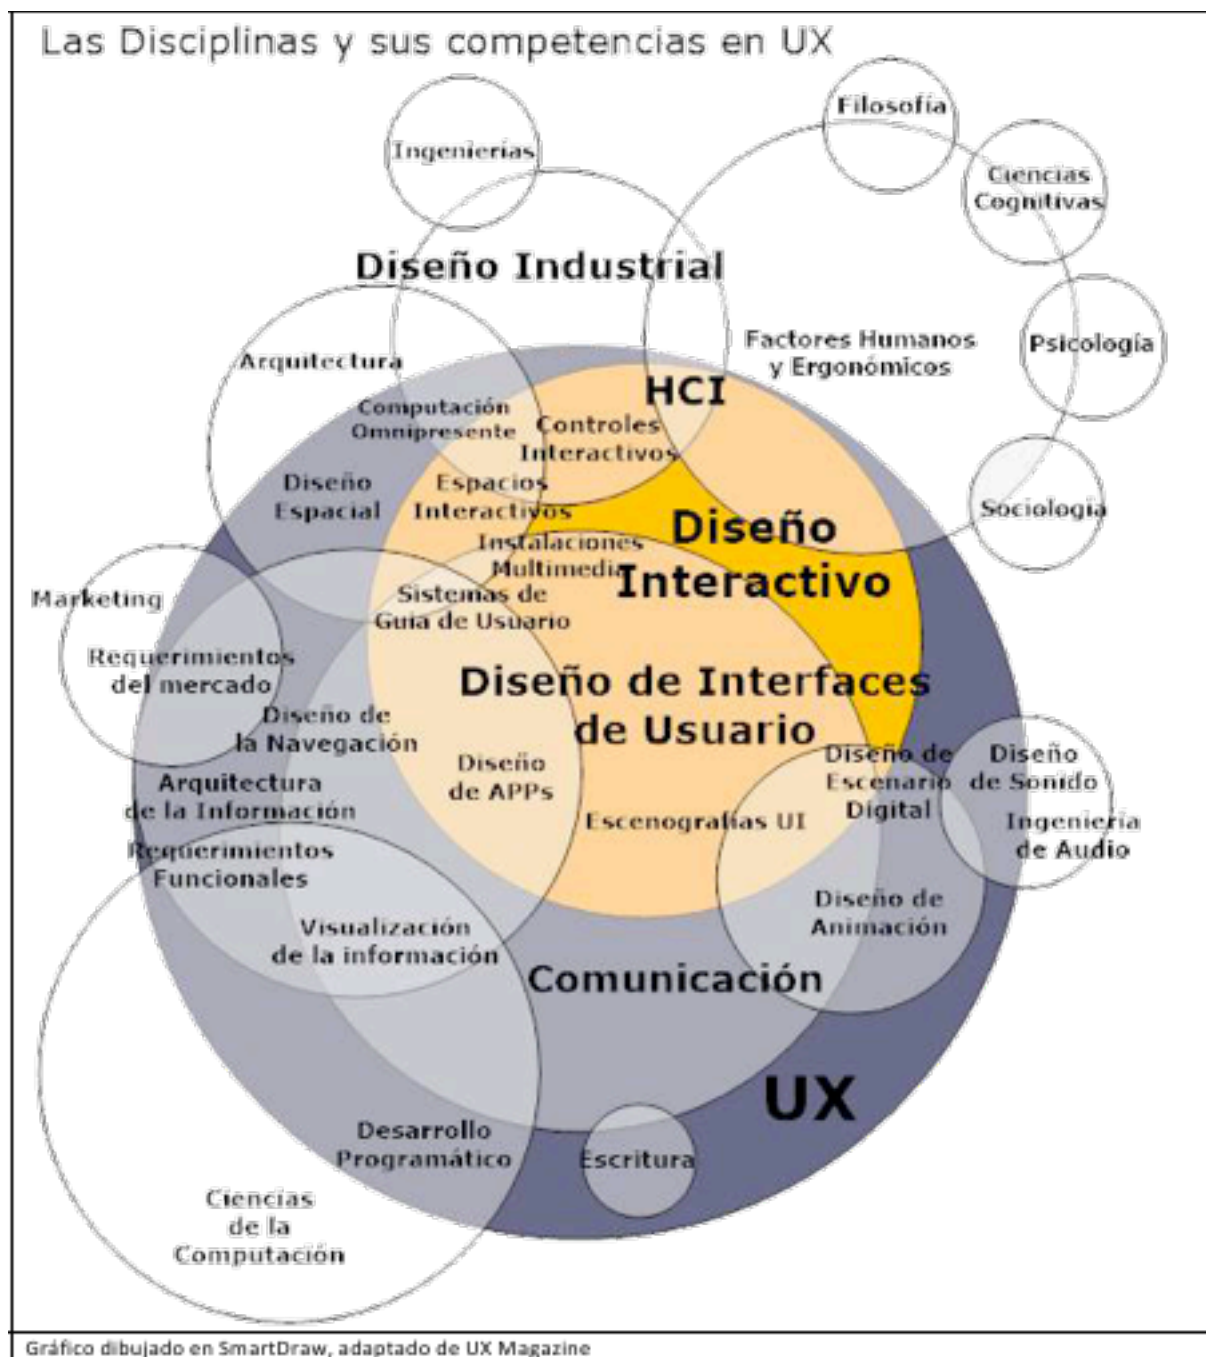 Las Disciplinas y sus competencias en UX
Filosofía
Ingenierías
Ciencias
Cognitivas
Diseño Industrial
Factores Humanos
y Ergonómicos
Psicología
Arquitectura
HCI
Computación
Omnipresente
Controles
Interactivos
Diseño
Espacial
Espacios
Interactivos
Sociología
Diseño
Interactivo
Instalaciones
Multimedia
Sistemas de
Guia de Usuario
Marketing
Requerimientos
del mercado
Diseño de Interfaces
de Usuario
Diseño de
la Navegación
Diseño
de APPs
Diseño de
Escenario
Digital
Diseño
de Sonido
Arquitectura
de la Información
Escenografías UI
Ingeniería
de Audio
Requerimientos
Funcionales
Diseño de
Animación
Visualización
de la información
Comunicación
UX
Desarrollo
Programático
Escritura
Ciencias
de la
Computación
Gráfico dibujado en SmartDraw, adaptado de UX Magazine